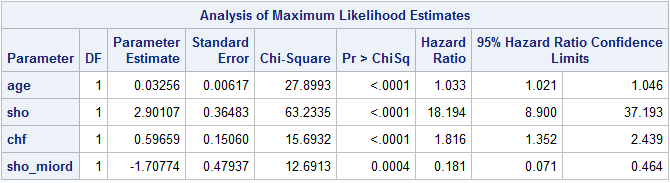 Analysis of Maximum Likelihood Estimates
Parameter DF Parameter Estimate Standard Error Chi-Square Pr > ChiSq Hazard Ratio 95% Hazard Ratio Confidence Limits
age 1 0.03256 0.00617 27.8993 <.0001 1.033 1.021 1.046
sho 1 2.90107 0.36483 63.2335 <.0001 18.194 8.900 37.193
chf 1 0.59659 0.15060 15.6932 <.0001 1.816 1.352 2.439
sho_miord 1 -1.70774 0.47937 12.6913 0.0004 0.181 0.071 0.464